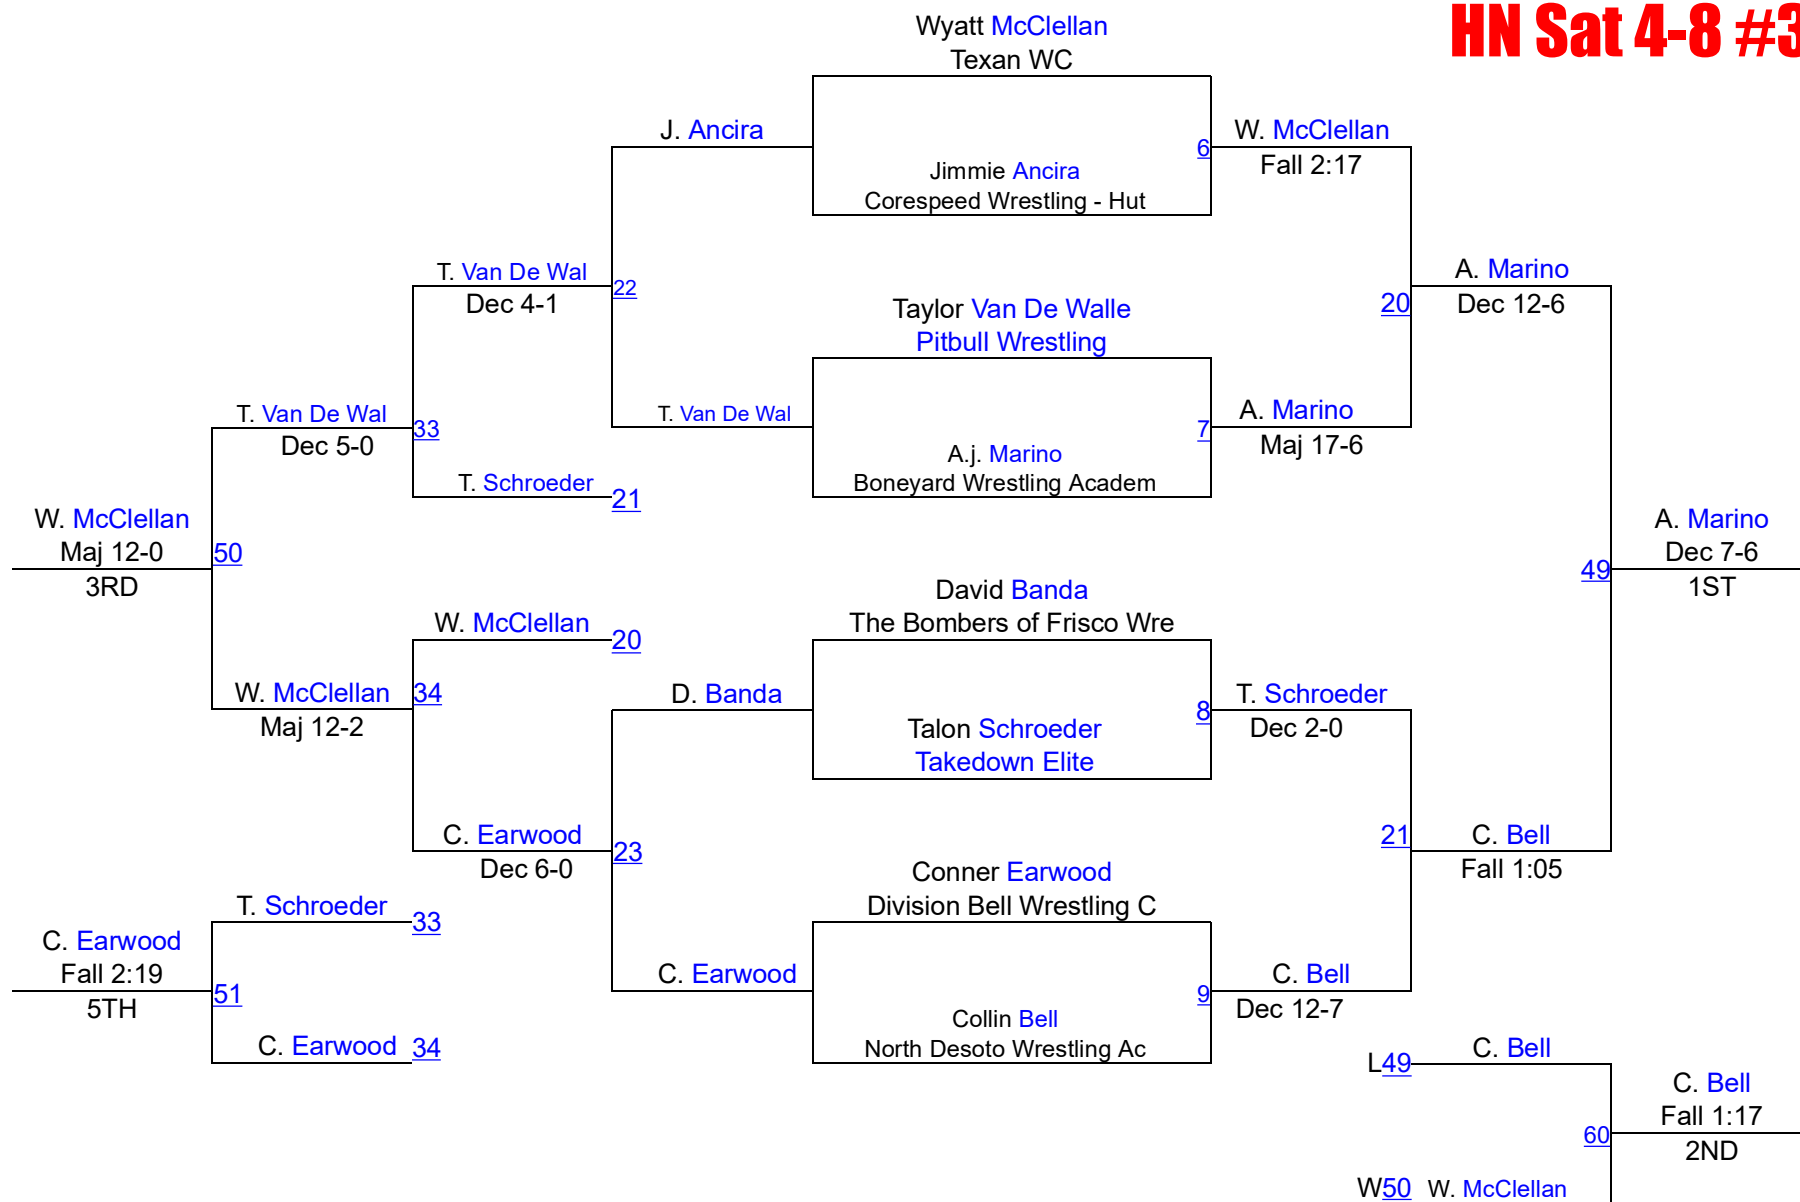 HN Sat 4-8 #3
Wyatt McClellan
Texan WC
J. Ancira
6
W. McClellan
Fall 2:17
Jimmie Ancira
Corespeed Wrestling - Hut
T. Van De Wal
Dec 4-1
22
Taylor Van De Walle
Pitbull Wrestling
20
A. Marino
Dec 12-6
T. Van De Wal
Dec 5-0
33
T. Van De Wal
7
A. Marino
Maj 17-6
A.j. Marino
Boneyard Wrestling Academ
T. Schroeder
21
W. McClellan
Maj 12-0
3RD
50
David Banda
The Bombers of Frisco Wre
49
A. Marino
Dec 7-6
1ST
W. McClellan
20
W. McClellan
Maj 12-2
34
D. Banda
8
T. Schroeder
Dec 2-0
Talon Schroeder
Takedown Elite
C. Earwood
Dec 6-0
23
21
C. Bell
Fall 1:05
Conner Earwood
Division Bell Wrestling C
T. Schroeder
33
C. Earwood
Fall 2:19
5TH
51
C. Earwood
9
C. Bell
Dec 12-7
Collin Bell
North Desoto Wrestling Ac
C. Earwood 34
L49
C. Bell
60
C. Bell
Fall 1:17
2ND
W50 W. McClellan